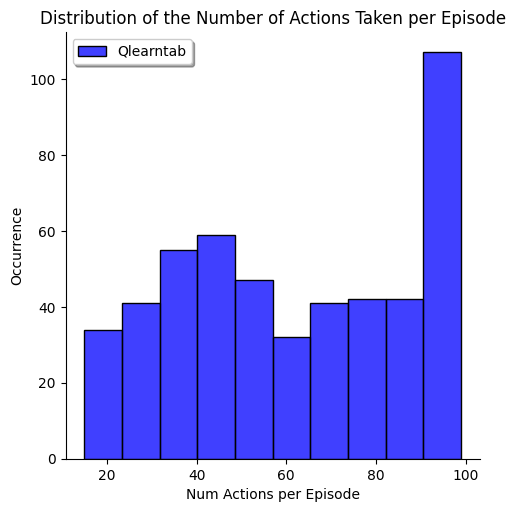 Distribution of the Number of Actions Taken per Episode
Qlearntab
100
80
60
40
20
0
Occurrence
20 40 60 80 100
Num Actions per Episode